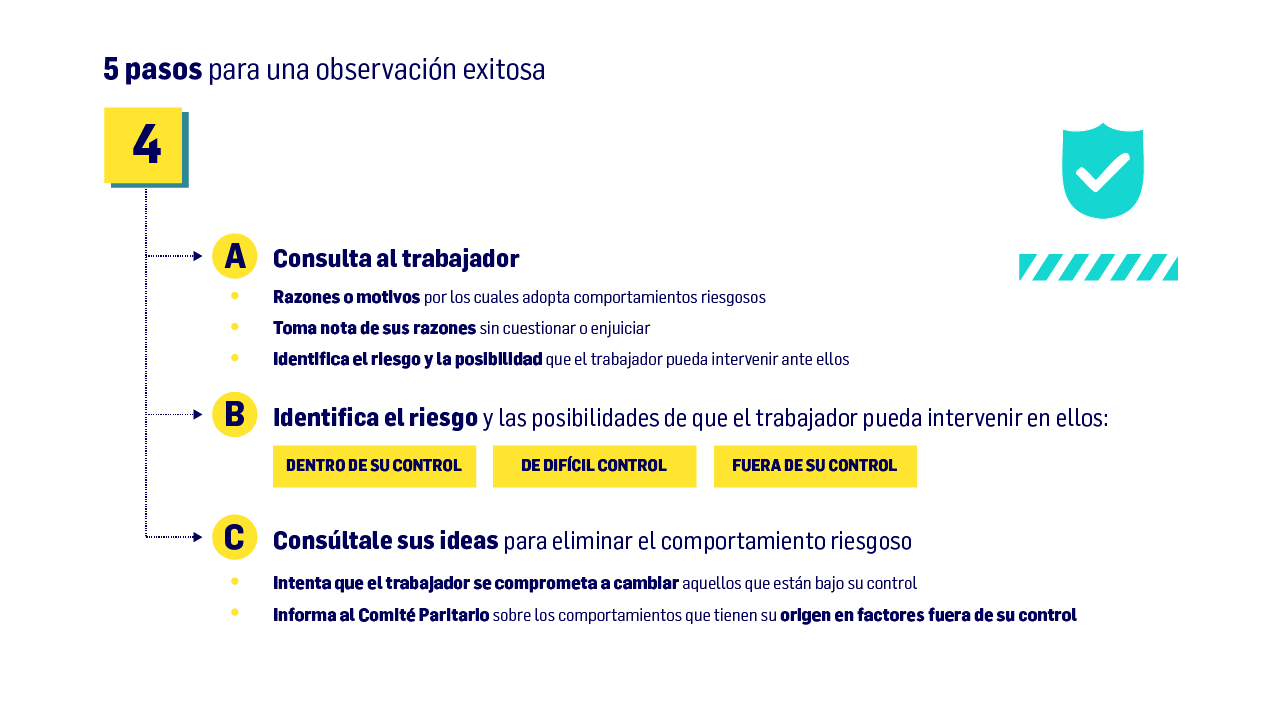 5 pasos para una observación exitosa
4
A
Consulta al trabajador
Razones o motivos por los cuales adopta comportamientos riesgosos
Toma nota de sus razones sin cuestionar o enjuiciar
Identifica el riesgo y la posibilidad que el trabajador pueda intervenir ante ellos
B
Identifica el riesgo y las posibilidades de que el trabajador pueda intervenir en ellos:
DENTRO DE SU CONTROL
DE DIFÍCIL CONTROL
FUERA DE SU CONTROL
C
Consúltale sus ideas para eliminar el comportamiento riesgoso
Intenta que el trabajador se comprometa a cambiar aquellos que están bajo su control
Informa al Comité Paritario sobre los comportamientos que tienen su origen en factores fuera de su control